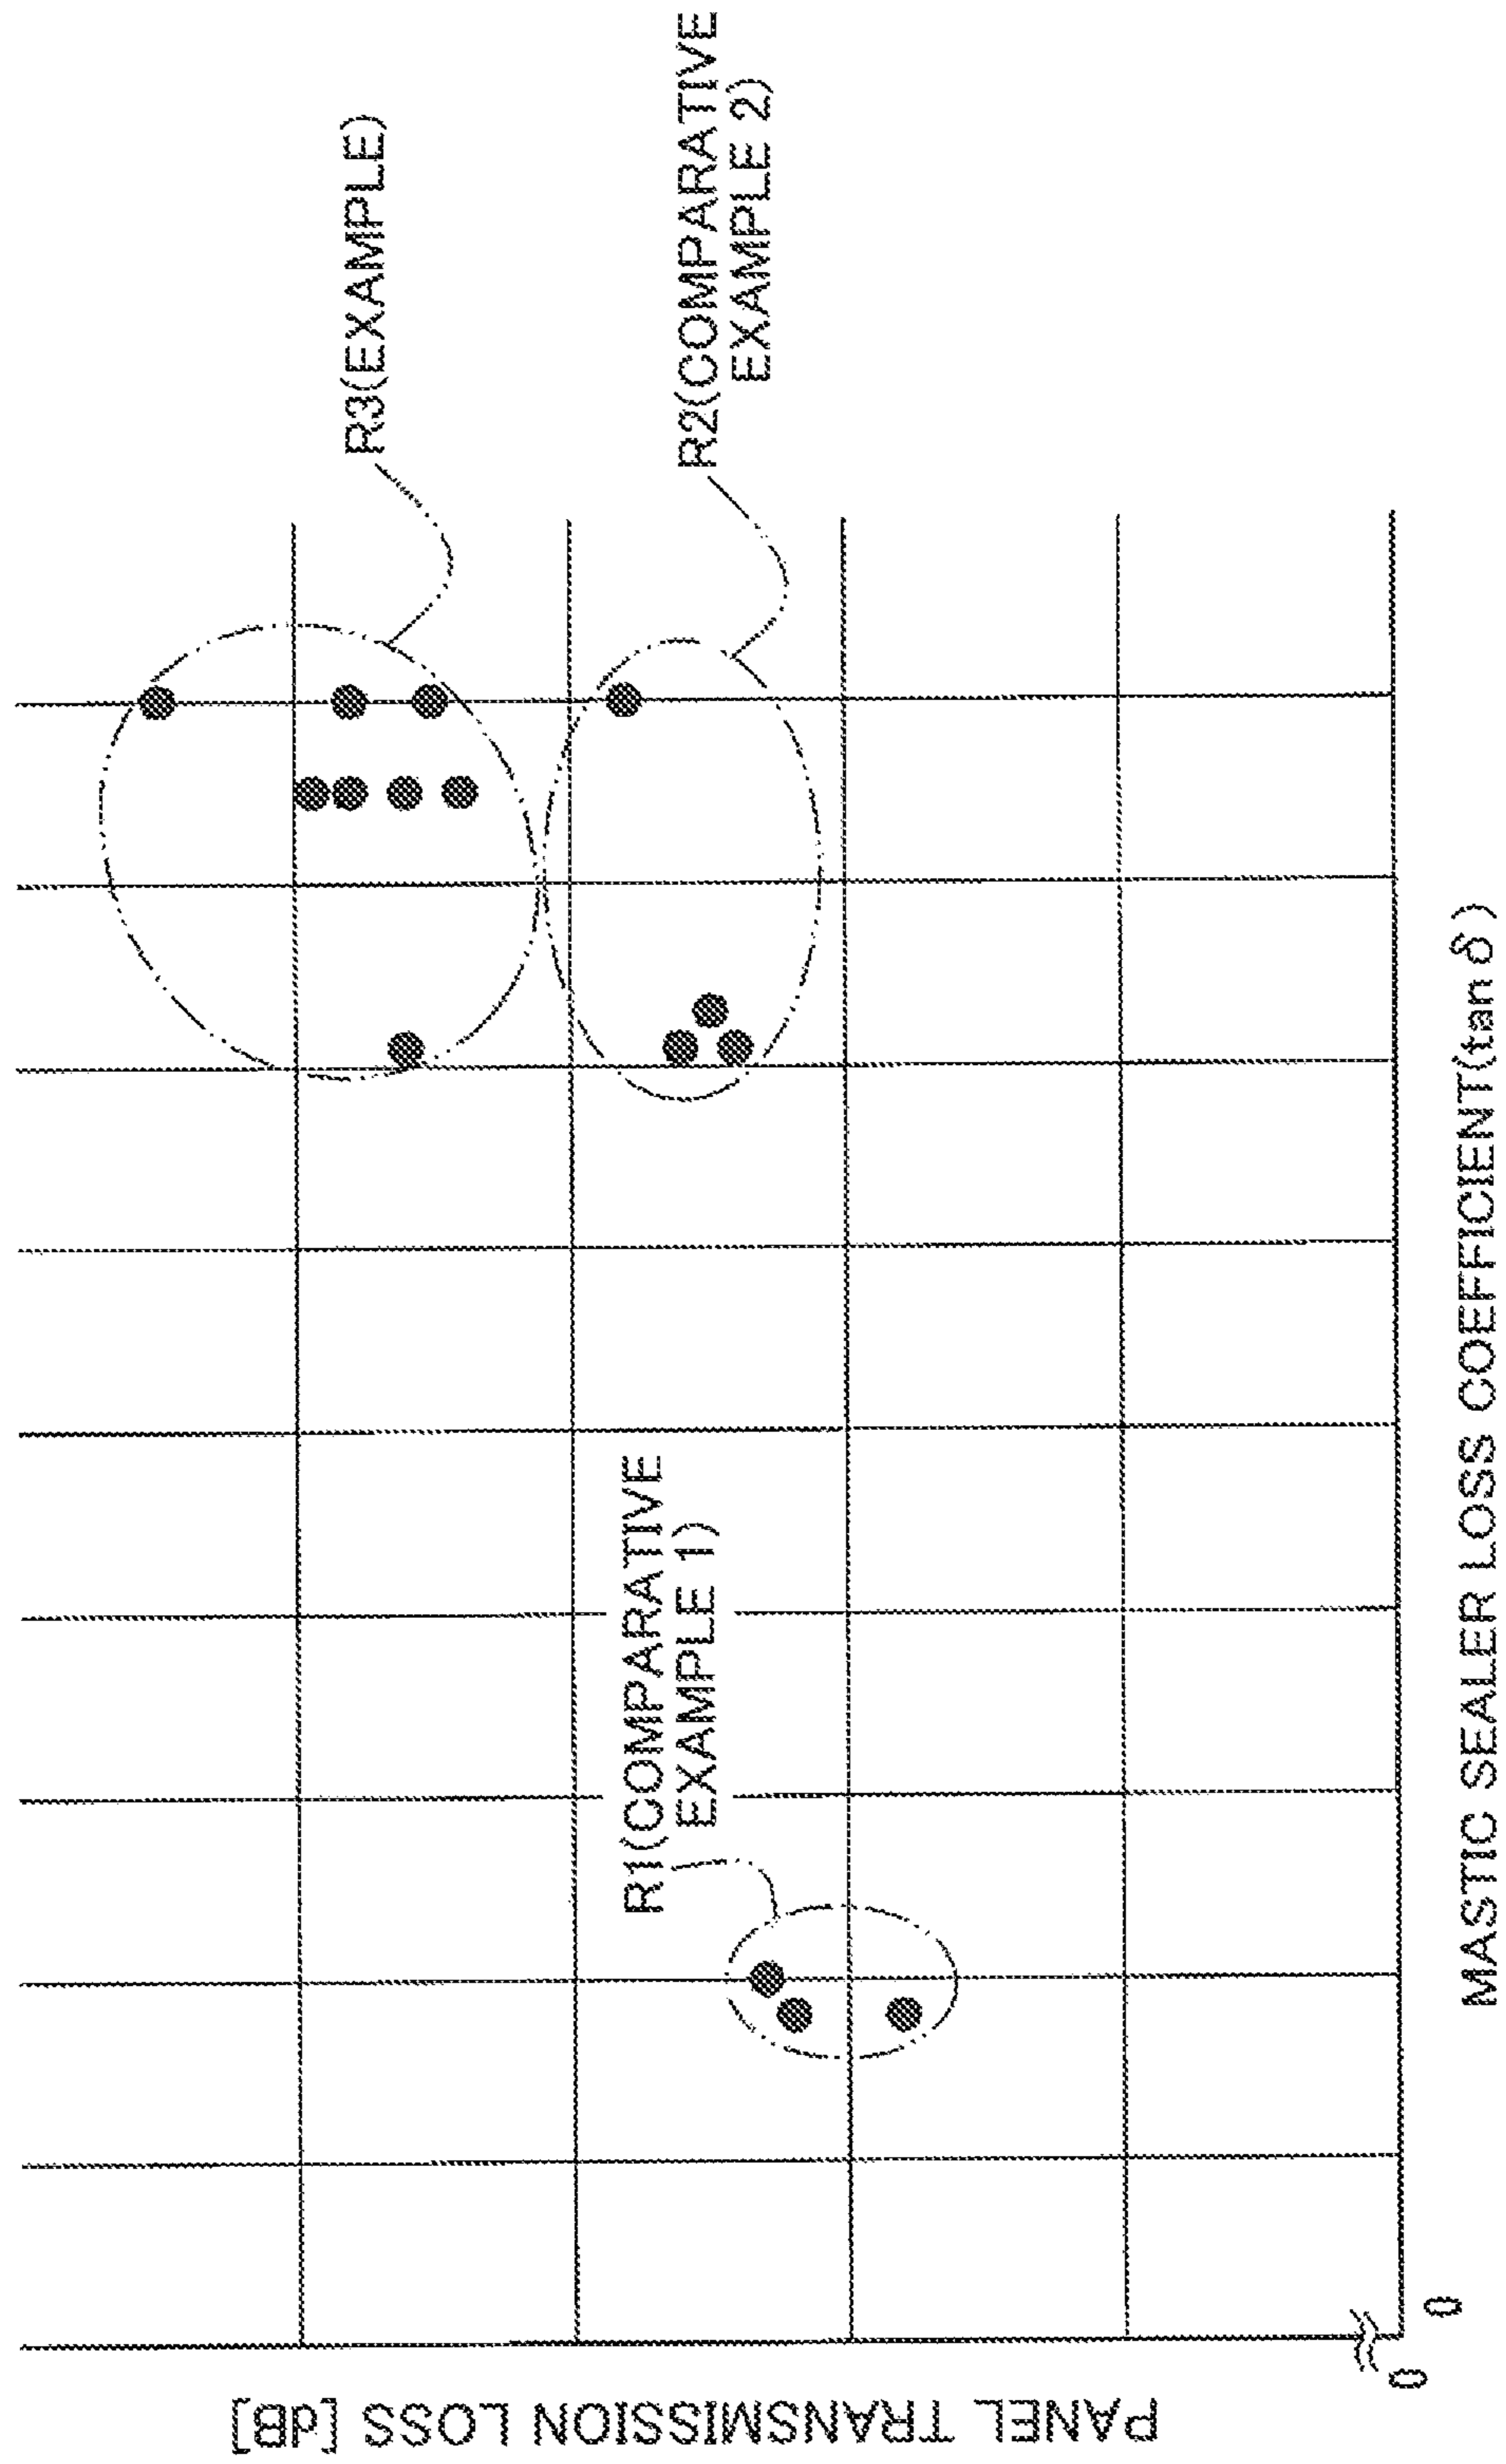 PANEL TRANSMISSION LOSS [dB]
R3(EXAMPLE)
R2(COMPARATIVE
EXAMPLE 2)
R1(COMPARATIVE
EXAMPLE 1)
0
0
MASTIC SEALER LOSS COEFFICIENT(tan δ)